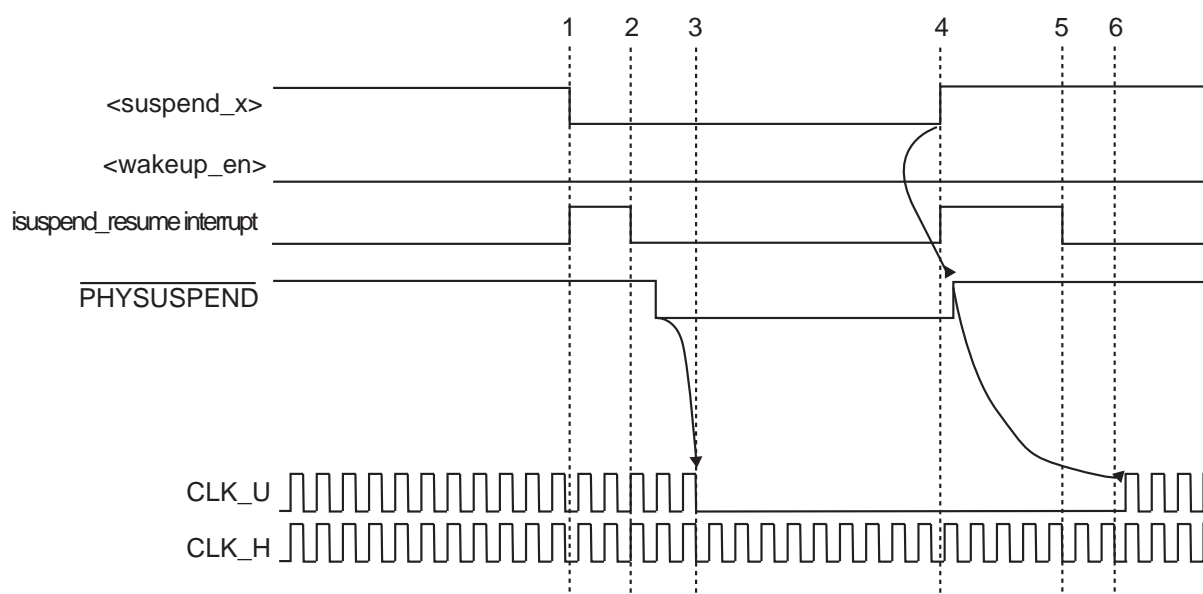 1 2 3 4 5 6
<suspend_x>
<wakeup_en>
isuspend_resume interrupt
PHYSUSPEND
CLK_U
CLK_H